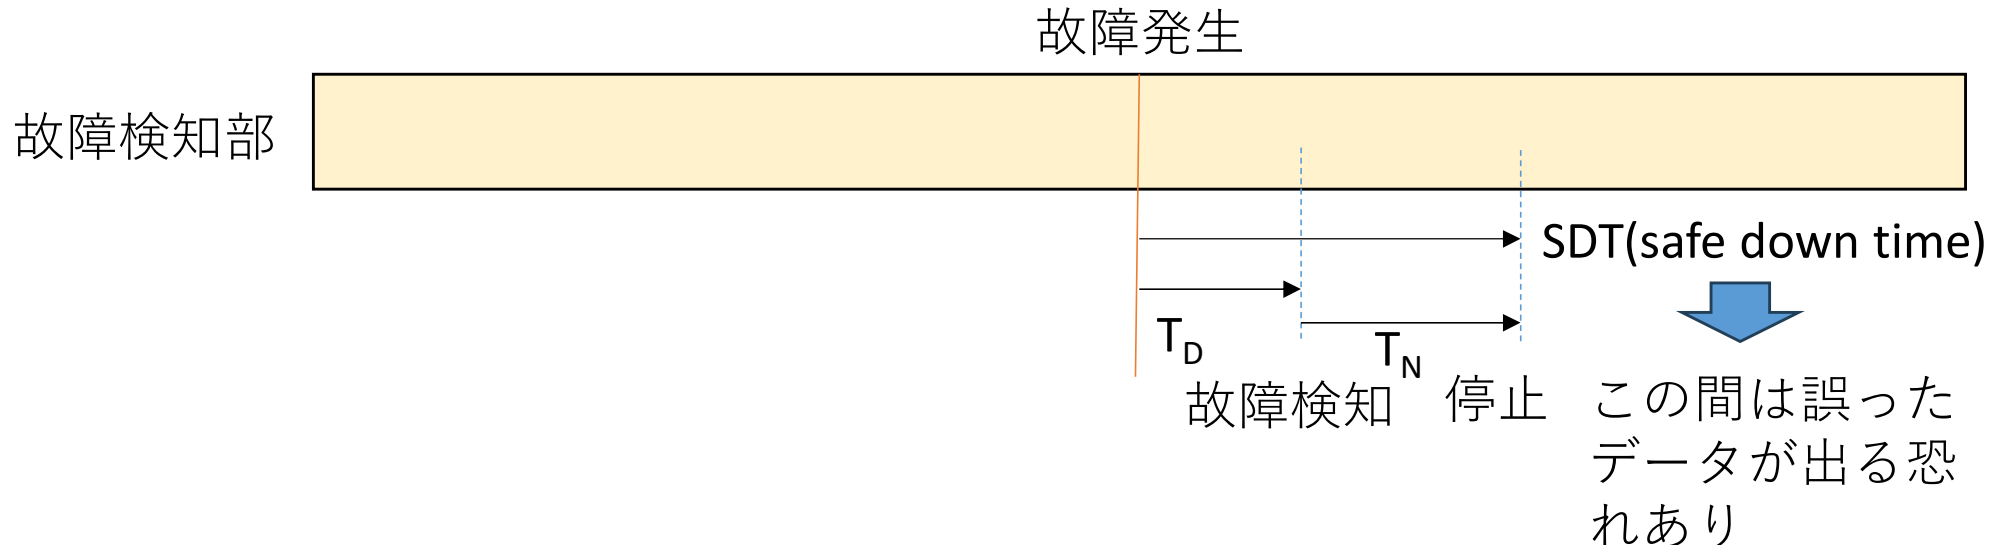 故障発生
故障検知部
SDT(safe down time)
TD
TN
故障検知
停止
この間は誤った
データが出る恐
れあり